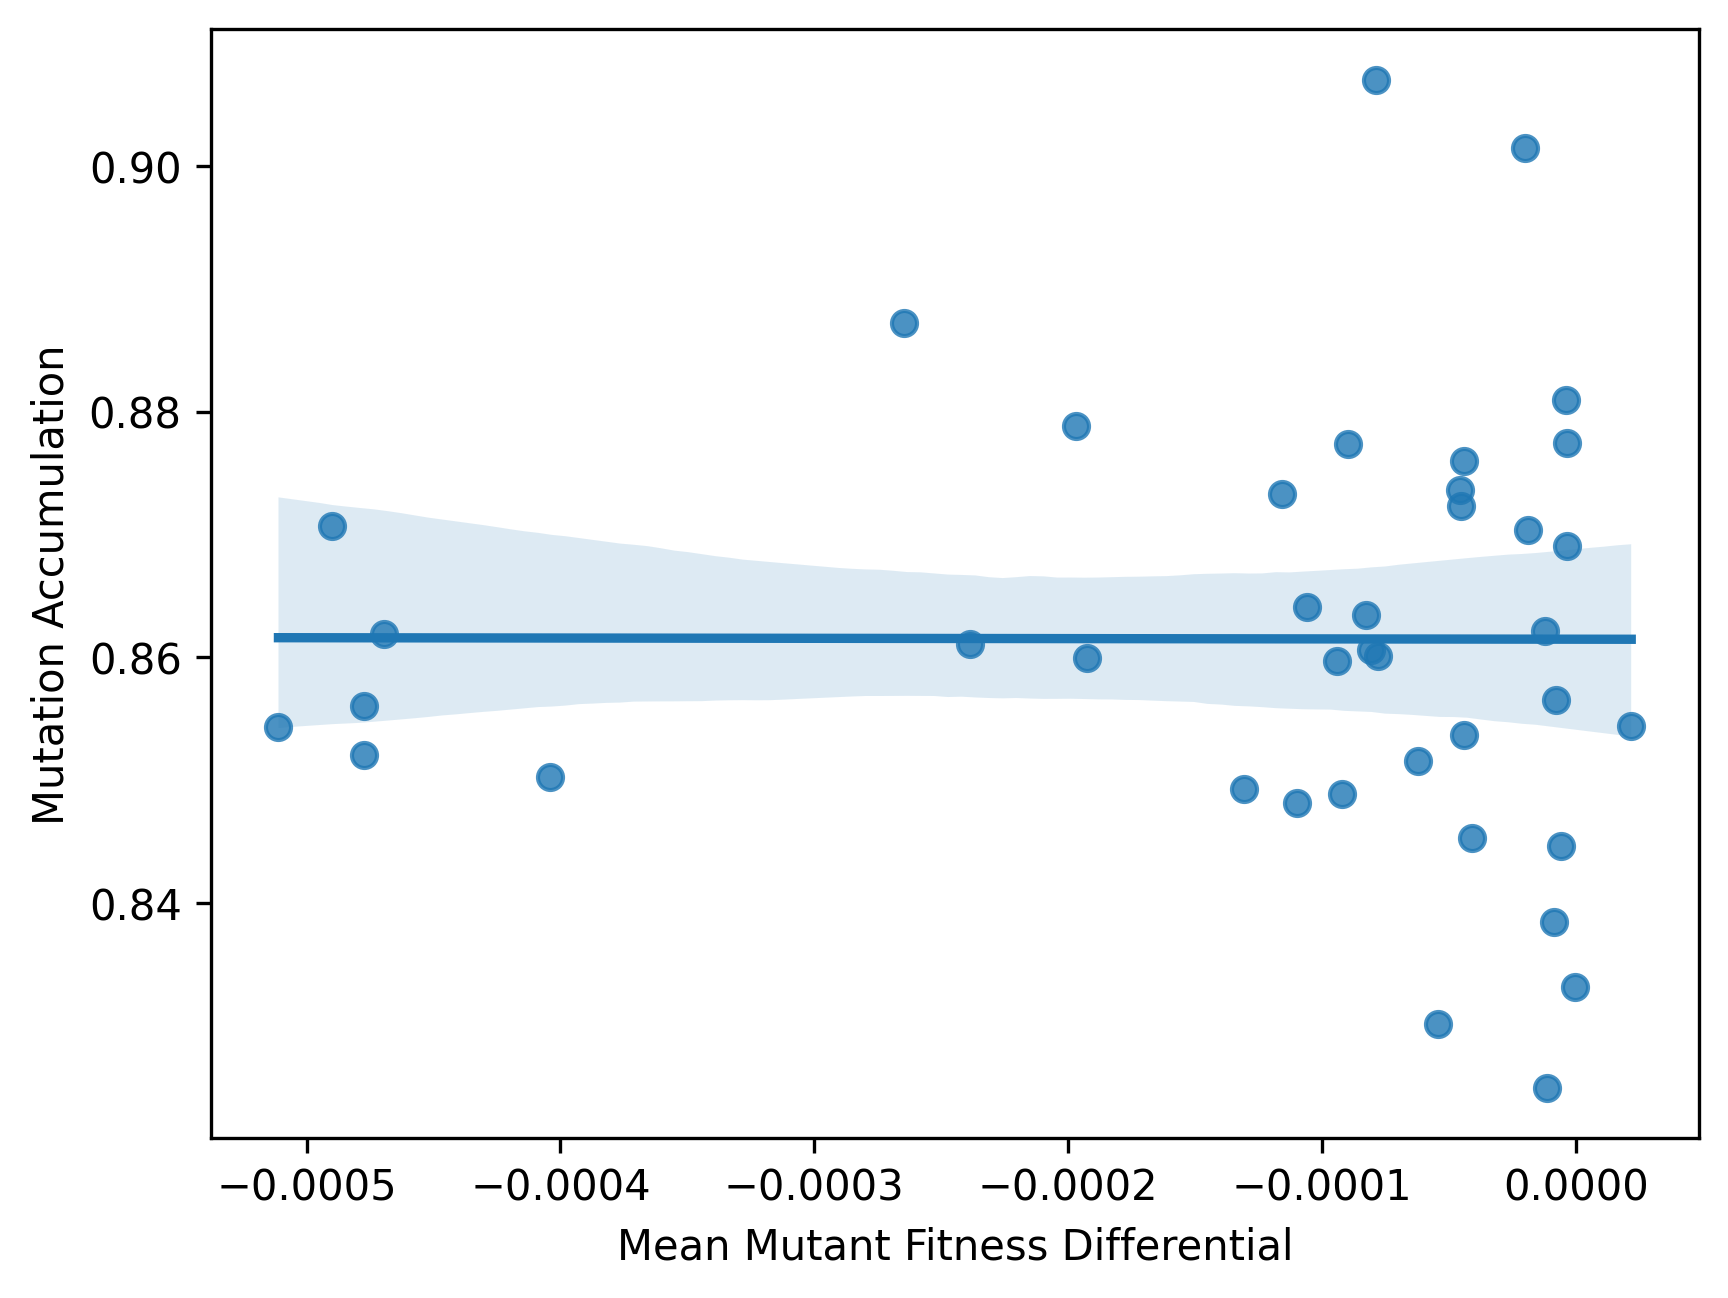 0.90
0.88
0.86
0.84
Mutation Accumulation
−0.0005 −0.0004 −0.0003 −0.0002 −0.0001 0.0000
Mean Mutant Fitness Differential